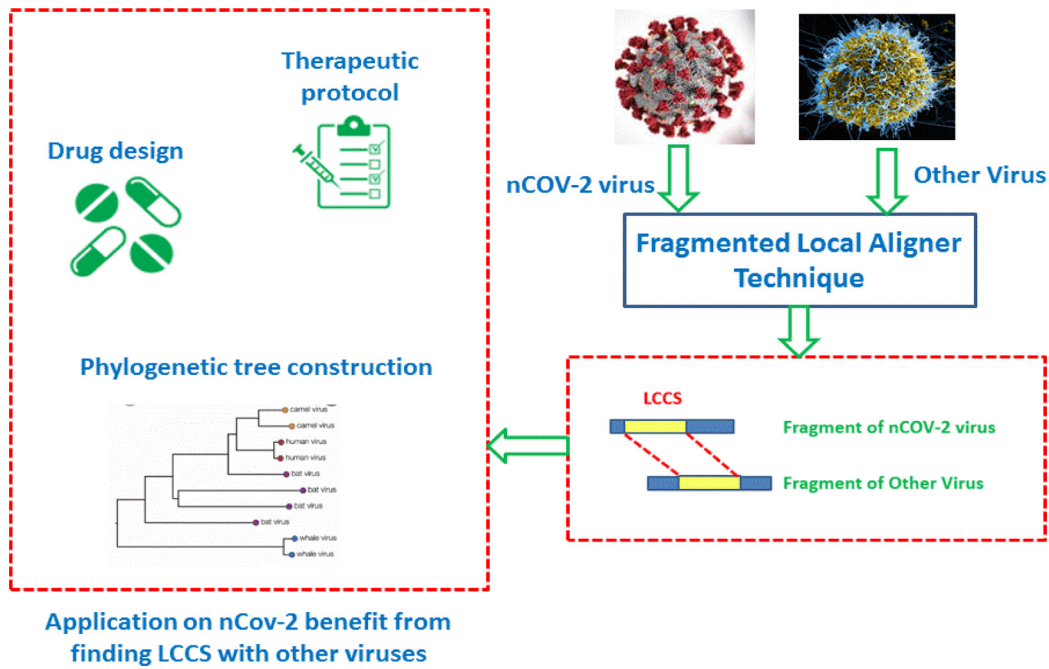 Therapeutic
protocol
Drug design
nCOV-2 virus
Other Virus
Fragmented Local Aligner
Technique
LCCS
Fragment of nCOV-2 virus
Fragment of Other Virus
Phylogenetic tree construction
camel virus
camel virus
human virus
human virus
bat virus
bat virus
bat virus
bat virus
whale virus
whale virus
Application on nCov-2 benefit from
finding LCCS with other viruses